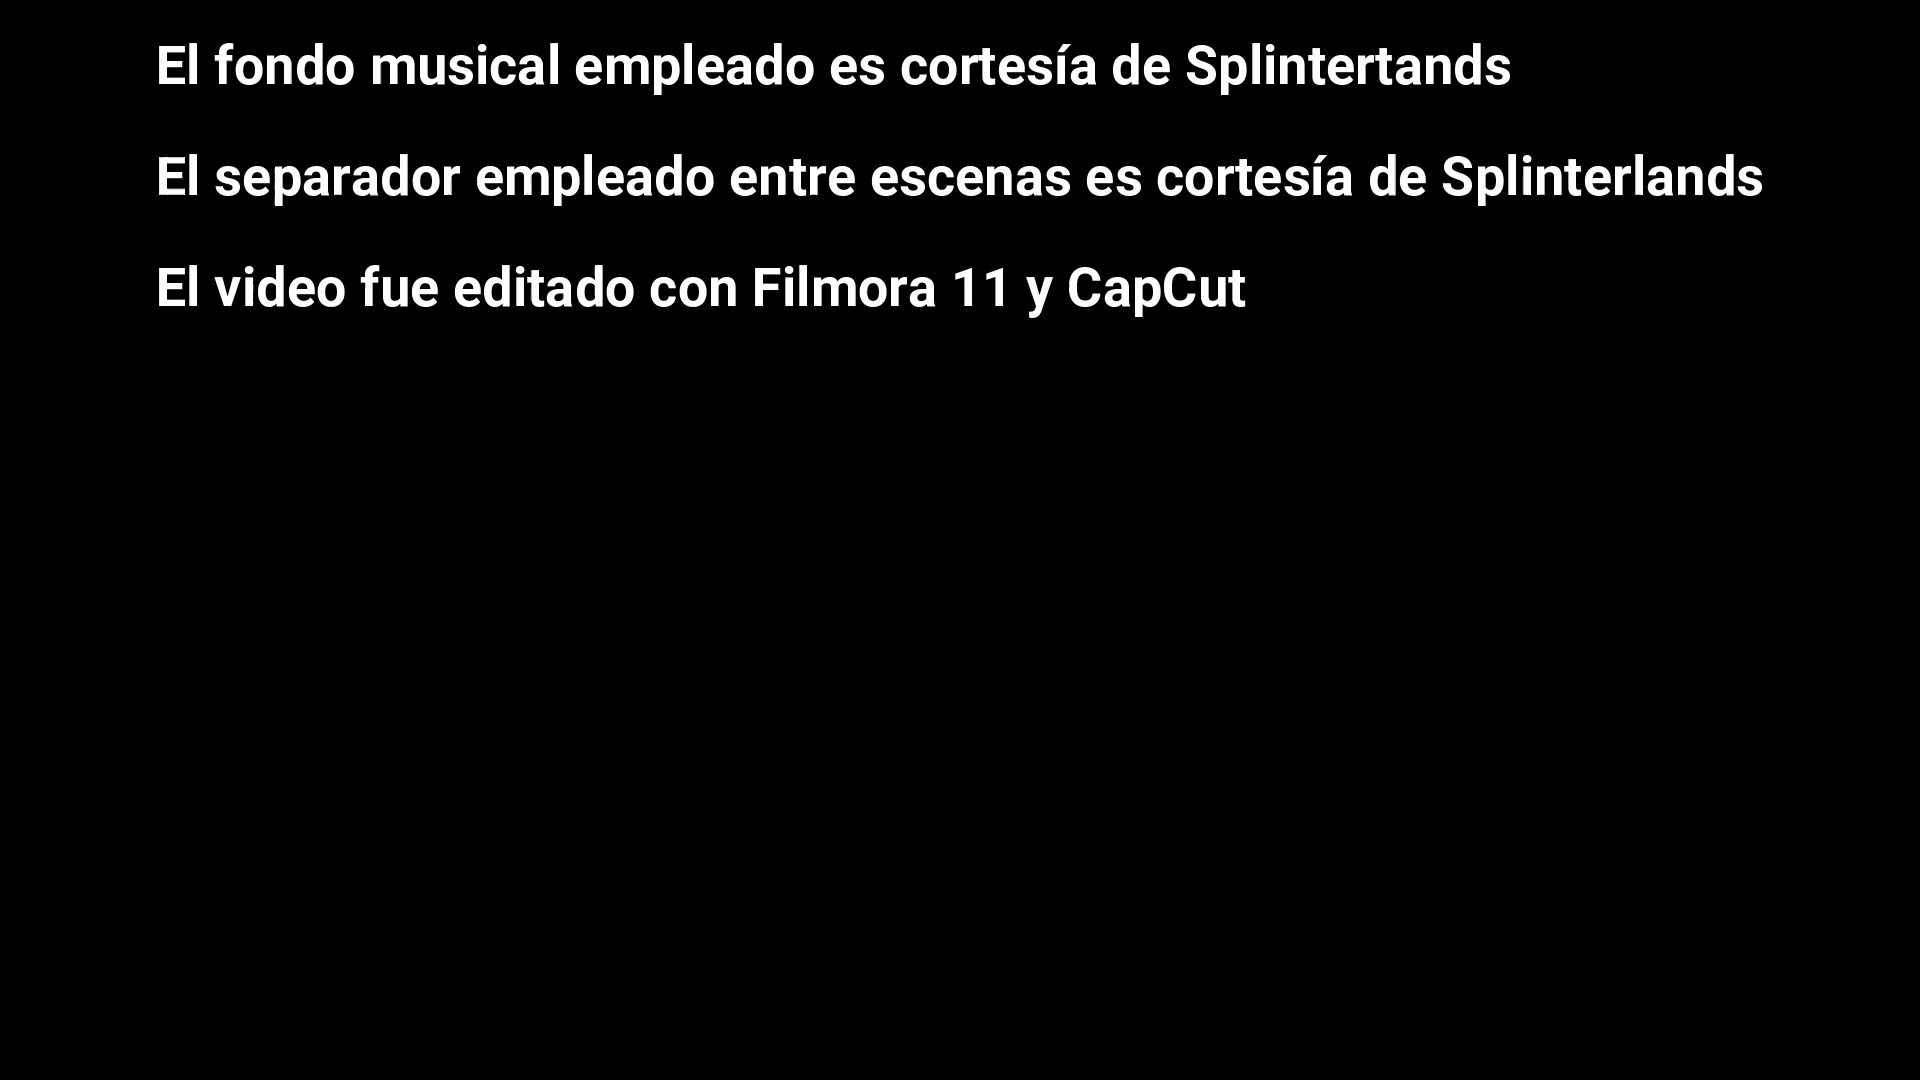 El fondo musical empleado es cortesía de Splintertands
El separador empleado entre escenas es cortesía de Splinterlands
El video fue editado con Filmora 11 y CapCut